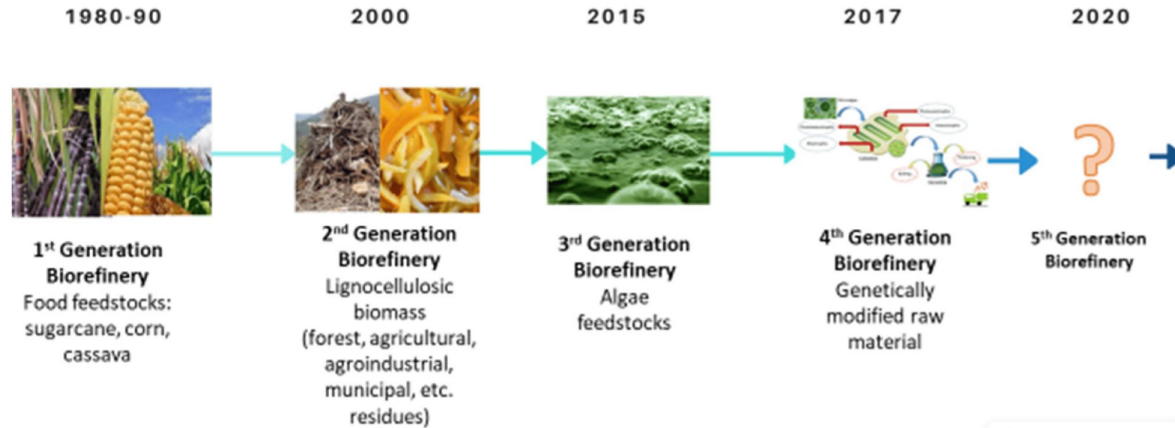 1980-90
2000
2015
2017
2020
1st Generation
Biorefinery
Food feedstocks:
sugarcane, corn,
cassava
2nd Generation
Biorefinery
Lignocellulosic
biomass
(forest, agricultural,
agroindustrial,
municipal, etc.
residues)
3rd Generation
Biorefinery
Algae
feedstocks
4th Generation
Biorefinery
Genetically
modified raw
material
5th Generation
Biorefinery